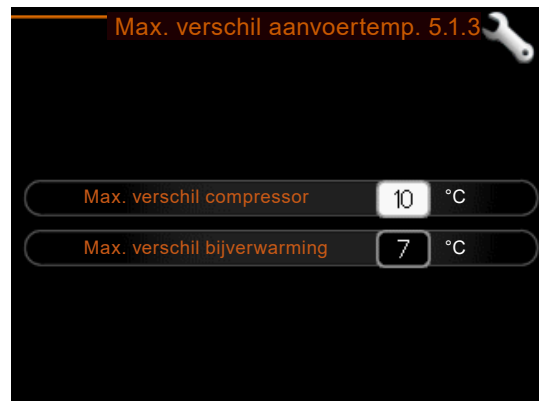 Max. verschil aanvoertemp. 5.1.3
Max. verschil compressor 10 °C
Max. verschil bijverwarming 7 °C